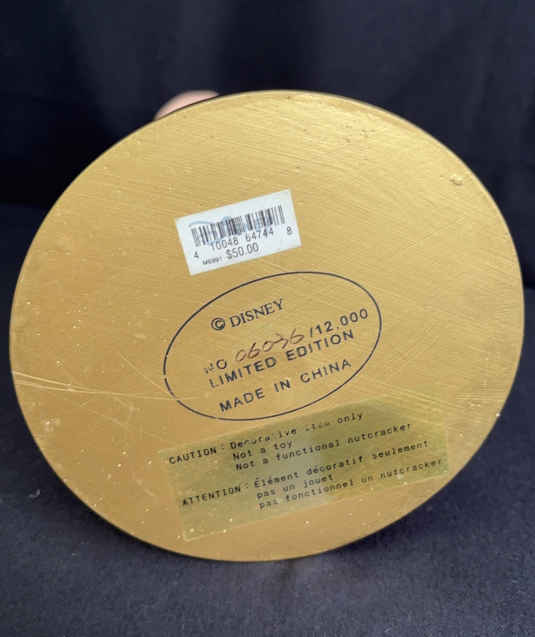 4 10048 64744 8
M6991 $50.00
© DISNEY
NO 06036/12,000
LIMITED EDITION
MADE IN CHINA
CAUTION : Decorative item only
Not a toy
Not a functional nutcracker
ATTENTION : Élément décoratif seulement
pas un jouet
pas fonctionnel un nutcracker